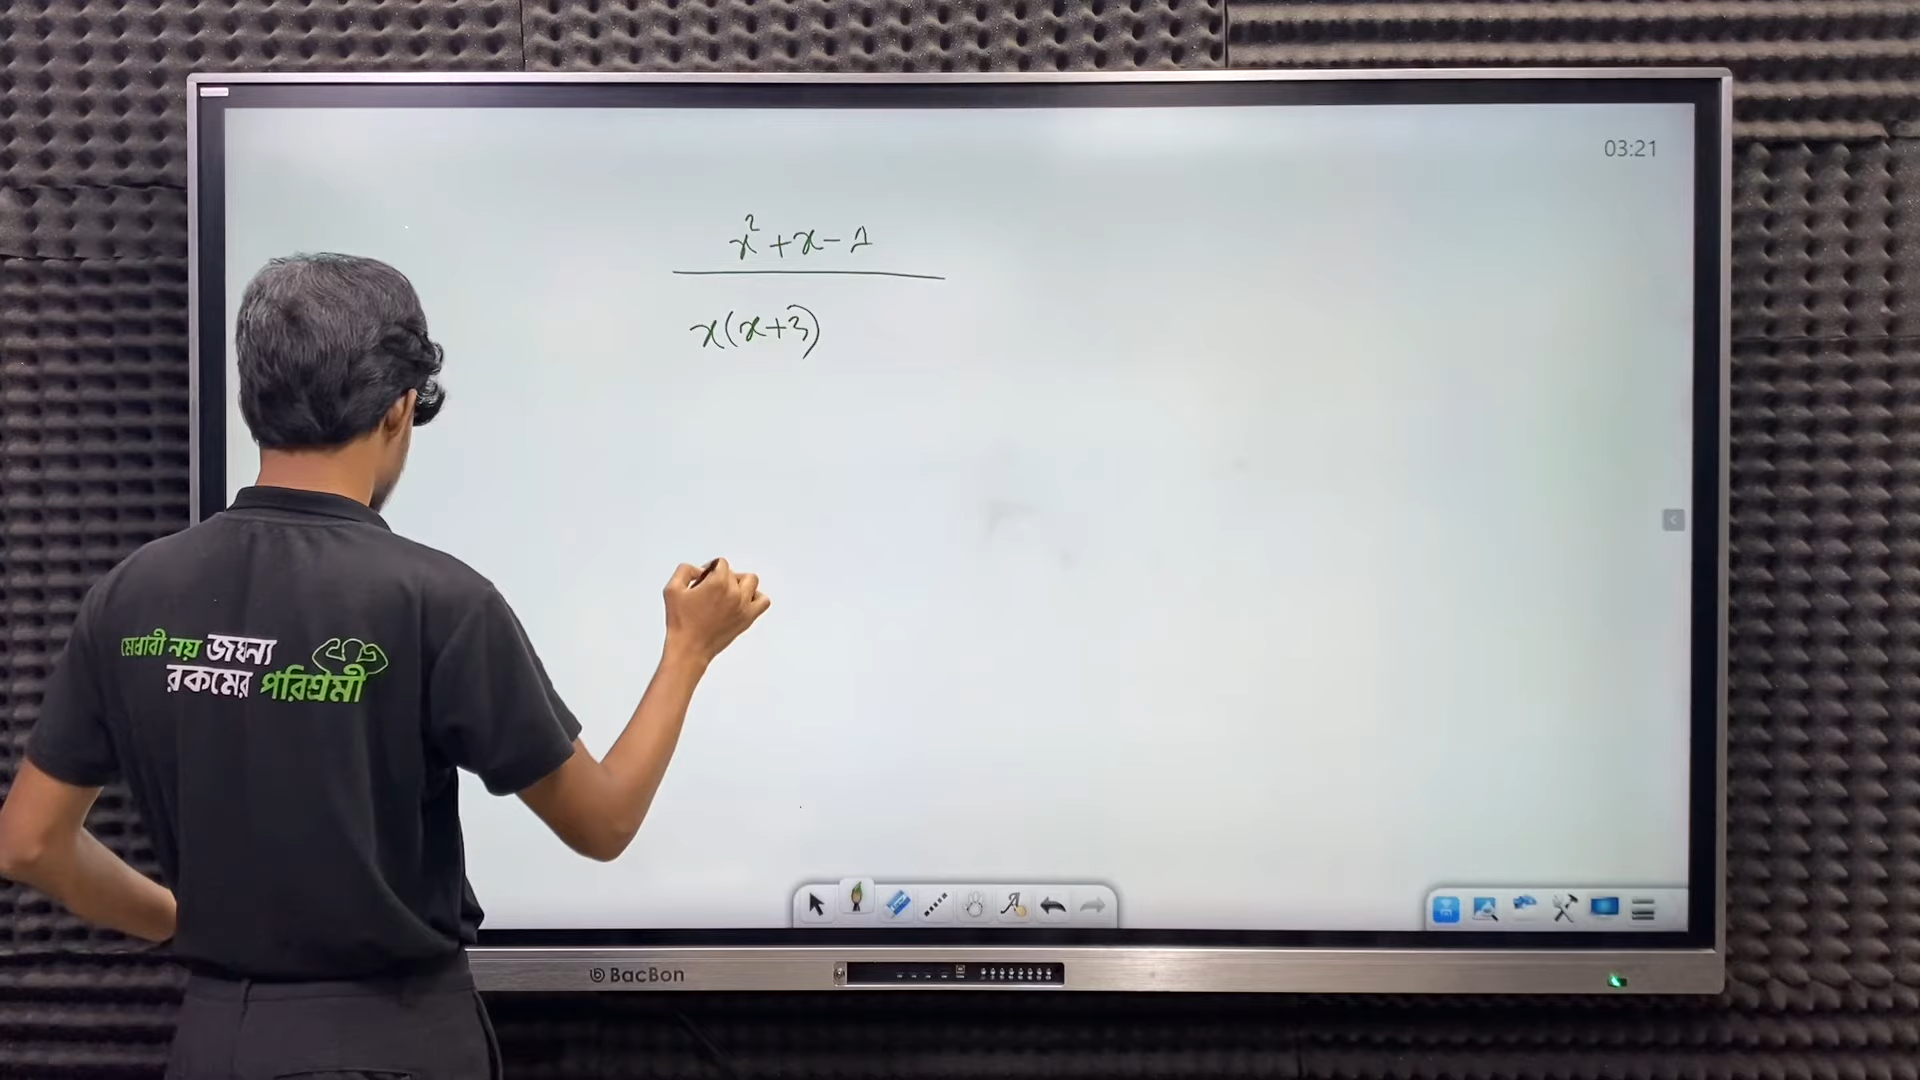 03:21
x² + x - 1
x(x+3)
মেধাবী নয় জঘন্য
রকমের পরিশ্রমী
BacBon